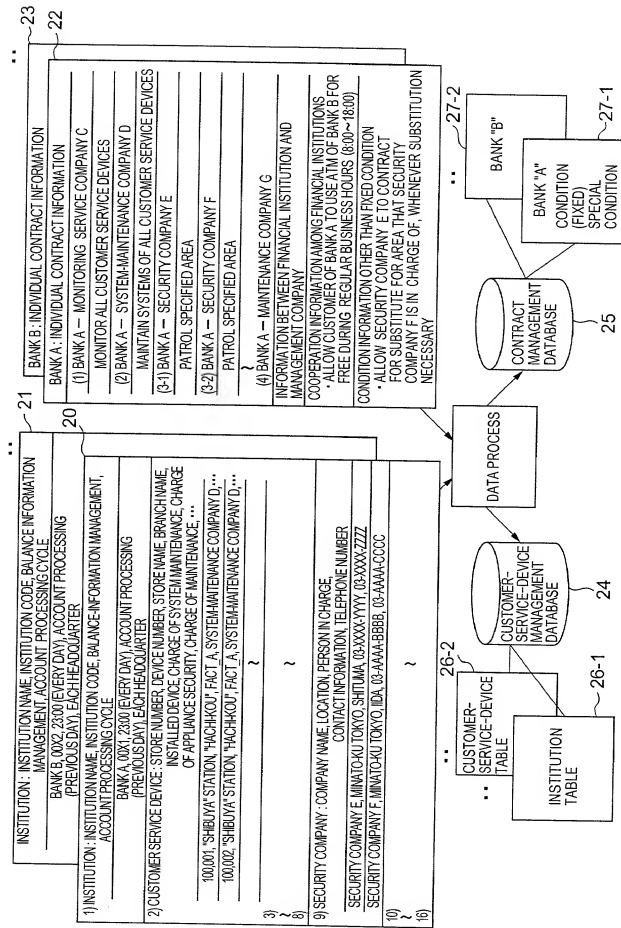 21
INSTITUTION : INSTITUTION NAME, INSTITUTION CODE, BALANCE INFORMATION
MANAGEMENT, ACCOUNT PROCESSING CYCLE
BANK B, 00X2, 23:00 (EVERY DAY), ACCOUNT PROCESSING
(PREVIOUS DAY), EACH HEADQUARTER
20
1) INSTITUTION : INSTITUTION NAME, INSTITUTION CODE, BALANCE-INFORMATION MANAGEMENT,
ACCOUNT PROCESSING CYCLE
BANK A, 00X1, 23:00 (EVERY DAY), ACCOUNT PROCESSING
(PREVIOUS DAY), EACH HEADQUARTER
2) CUSTOMER SERVICE DEVICE : STORE NUMBER, DEVICE NUMBER, STORE NAME, BRANCH NAME,
INSTALLED DEVICE, CHARGE OF SYSTEM MAINTENANCE, CHARGE
OF APPLIANCE SECURITY, CHARGE OF MAINTENANCE, •••
100,001, "SHIBUYA" STATION, "HACHIKOU", FACT_A, SYSTEM-MAITENANCE COMPANY D,•••
100,002, "SHIBUYA" STATION, "HACHIKOU", FACT_A, SYSTEM-MAITENANCE COMPANY D,•••
~
~
3)
~
8)
9) SECURITY COMPANY : COMPANY NAME, LOCATION, PERSON IN CHARGE,
CONTACT INFORMATION, TELEPHONE NUMBER
SECURITY COMPANY E, MINATO-KU TOKYO, SHITUMA, 03-XXXX-YYYY, 03-XXXX-ZZZZ
SECURITY COMPANY F, MINATO-KU TOKYO, IIDA, 03-AAAA-BBBB, 03-AAAA-CCCC
~
10)
~
16)
23
22
BANK B : INDIVIDUAL CONTRACT INFORMATION
BANK A : INDIVIDUAL CONTRACT INFORMATION
(1) BANK A — MONITORING SERVICE COMPANY C
MONITOR ALL CUSTOMER SERVICE DEVICES
(2) BANK A — SYSTEM-MAINTENANCE COMPANY D
MAINTAIN SYSTEMS OF ALL CUSTOMER SERVICE DEVICES
(3-1) BANK A — SECURITY COMPANY E
PATROL SPECIFIED AREA
(3-2) BANK A — SECURITY COMPANY F
PATROL SPECIFIED AREA
~
(4) BANK A — MAINTENANCE COMPANY G
INFORMATION BETWEEN FINANCIAL INSTITUTION AND
MANAGEMENT COMPANY
COOPERATION INFORMATION AMONG FINANCIAL INSTITUTIONS
• ALLOW CUSTOMER OF BANK A TO USE ATM OF BANK B FOR
FREE DURING REGULAR BUSINESS HOURS (8:00~18:00)
CONDITION INFORMATION OTHER THAN FIXED CONDITION
• ALLOW SECURITY COMPANY E TO CONTRACT
FOR SUBSTITUTE FOR AREA THAT SECURITY
COMPANY F IS IN CHARGE OF, WHENEVER SUBSTITUTION
NECESSARY
DATA PROCESS
26-2
CUSTOMER-
SERVICE-DEVICE
TABLE
INSTITUTION
TABLE
26-1
CUSTOMER-
SERVICE-DEVICE
MANAGEMENT
DATABASE
24
CONTRACT
MANAGEMENT
DATABASE
25
27-2
BANK "B"
BANK "A"
CONDITION
(FIXED)
SPECIAL
CONDITION
27-1